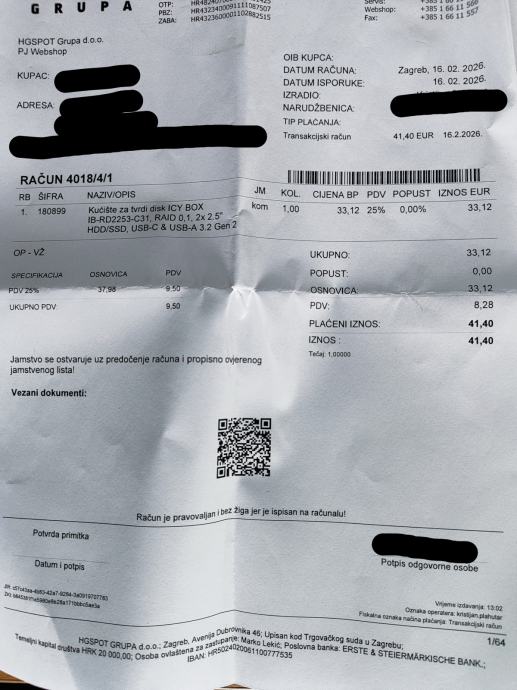 GRUPA
OTP:
PBZ: HR4323400091111087507
ZABA: HR4323600001102882515
Servis:
Webshop: +385 1 66 11 566
Fax: +385 1 66 11 557
HGSPOT Grupa d.o.o.
PJ Webshop
KUPAC:
ADRESA:
OIB KUPCA:
DATUM RAČUNA: Zagreb, 16. 02. 2026.
DATUM ISPORUKE: 16. 02. 2026.
IZRADIO:
NARUDŽBENICA:
TIP PLAĆANJA:
Transakcijski račun 41,40 EUR 16.2.2026.
RAČUN 4018/4/1
RB ŠIFRA NAZIV/OPIS JM KOL. CIJENA BP PDV POPUST IZNOS EUR
1. 180899 Kućište za tvrdi disk ICY BOX kom 1,00 33,12 25% 0,00% 33,12
IB-RD2253-C31, RAID 0,1, 2x 2.5"
HDD/SSD, USB-C & USB-A 3.2 Gen 2
OP - VŽ
SPECIFIKACIJA OSNOVICA PDV
PDV 25% 37,98 9,50
UKUPNO PDV: 9,50
UKUPNO: 33,12
POPUST: 0,00
OSNOVICA: 33,12
PDV: 8,28
PLAĆENI IZNOS: 41,40
IZNOS : 41,40
Tečaj: 1,00000
Jamstvo se ostvaruje uz predočenje računa i propisno ovjerenog
jamstvenog lista!
Vezani dokumenti:
Račun je pravovaljan i bez žiga jer je ispisan na računalu!
Potvrda primitka
Datum i potpis
Potpis odgovorne osobe
Vrijeme izdavanja: 13:02
Oznaka operatera: kristijan.plahutar
Fiskalna oznaka načina plaćanja: Transakcijski račun
1/64
HGSPOT GRUPA d.o.o.; Zagreb, Avenija Dubrovnika 46; Upisan kod Trgovačkog suda u Zagrebu;
Temeljni kapital društva HRK 20 000,00; Osoba ovlaštena za zastupanje: Marko Lekić; Poslovna banka: ERSTE & STEIERMÄRKISCHE BANK.;
IBAN: HR5024020061100777535